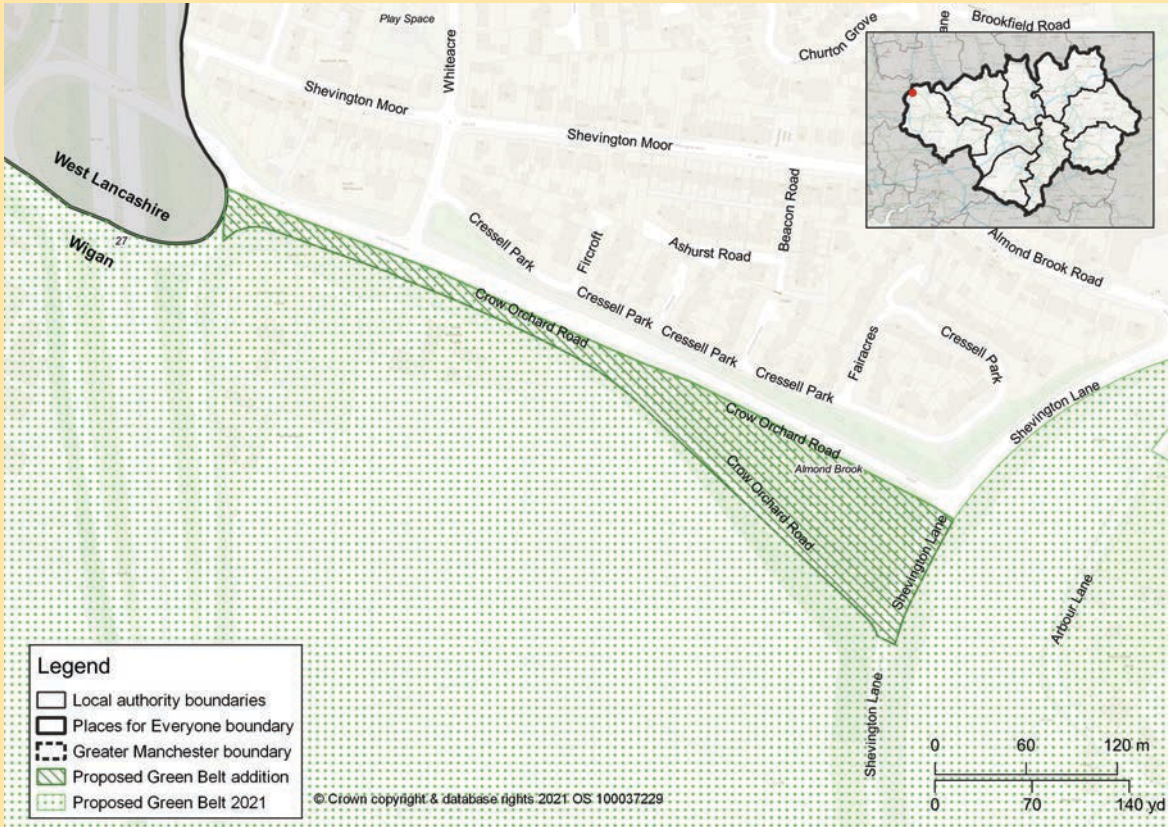 Play Space
Whiteacre
Churton Grove
Lane
Brookfield Road
Shevington Moor
Shevington Moor
West Lancashire
Wigan
27
Cressell Park
Fircroft
Ashurst Road
Beacon Road
Almond Brook Road
Crow Orchard Road
Cressell Park
Cressell Park
Cressell Park
Fairacres
Cressell Park
Shevington Lane
Crow Orchard Road
Almond Brook
Crow Orchard Road
Shevington Lane
Arbour Lane
Shevington Lane
Legend
Local authority boundaries
Places for Everyone boundary
Greater Manchester boundary
Proposed Green Belt addition
Proposed Green Belt 2021
© Crown copyright & database rights 2021 OS 100037229
0 60 120 m
0 70 140 yd